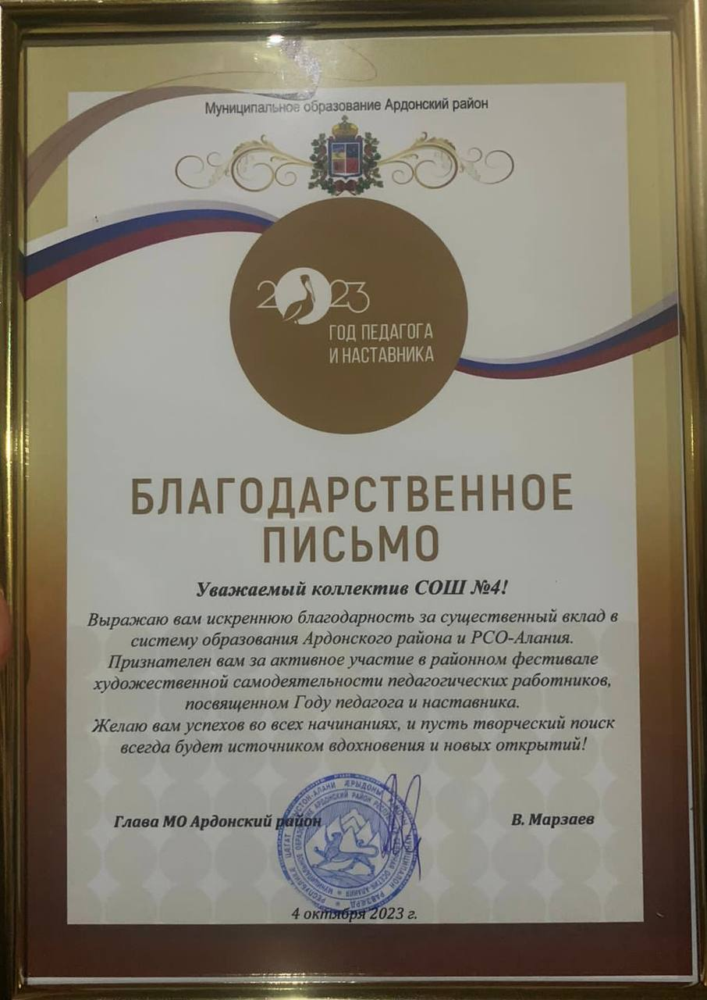 Муниципальное образование Ардонский район
2023
ГОД ПЕДАГОГА
И НАСТАВНИКА
БЛАГОДАРСТВЕННОЕ
ПИСЬМО
Уважаемый коллектив СОШ №4!
Выражаю вам искреннюю благодарность за существенный вклад в
систему образования Ардонского района и РСО-Алания.
Признателен вам за активное участие в районном фестивале
художественной самодеятельности педагогических работников,
посвященном Году педагога и наставника.
Желаю вам успехов во всех начинаниях, и пусть творческий поиск
всегда будет источником вдохновения и новых открытий!
Глава МО Ардонский район В. Марзаев
4 октября 2023 г.